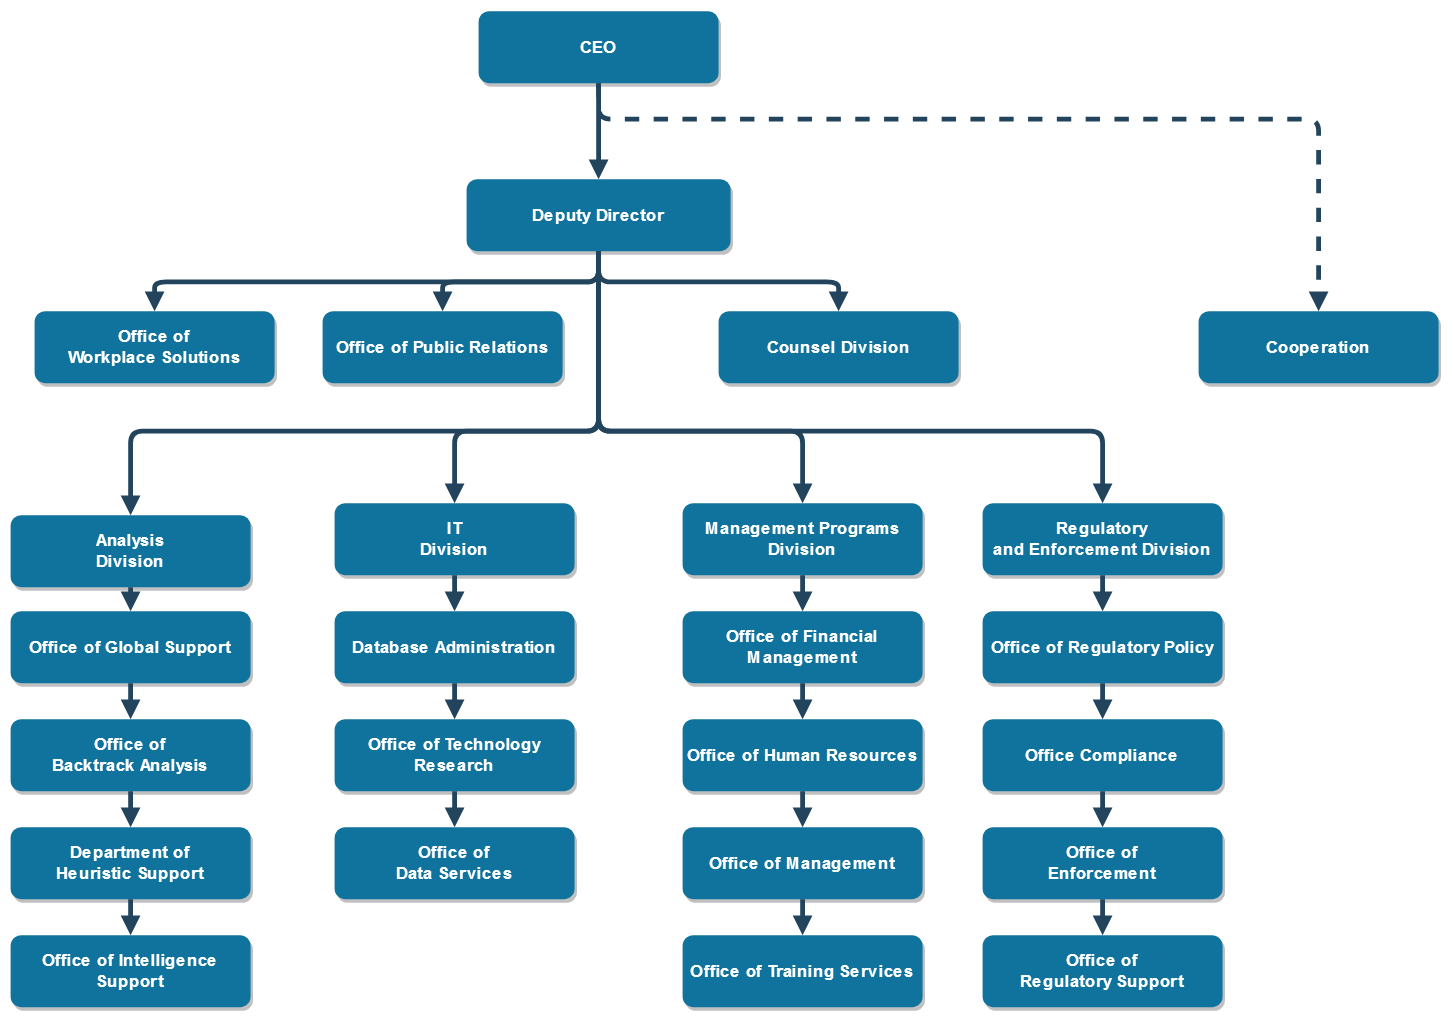 CEO
Deputy Director
Office of
Workplace Solutions
Office of Public Relations
Counsel Division
Cooperation
Analysis
Division
IT
Division
Management Programs
Division
Regulatory
and Enforcement Division
Office of Global Support
Database Administration
Office of Financial
Management
Office of Regulatory Policy
Office of
Backtrack Analysis
Office of Technology
Research
Office of Human Resources
Office Compliance
Department of
Heuristic Support
Office of
Data Services
Office of Management
Office of
Enforcement
Office of Intelligence
Support
Office of Training Services
Office of
Regulatory Support